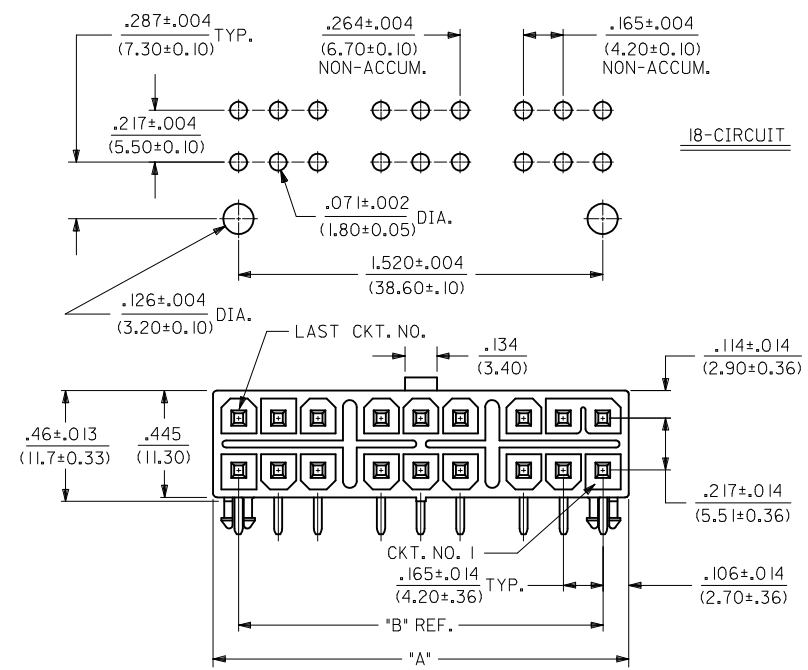 .287±.004
(7.30±0.10) TYP.
.264±.004
(6.70±0.10)
NON-ACCUM.
.165±.004
(4.20±0.10)
NON-ACCUM.
.217±.004
(5.50±0.10)
18-CIRCUIT
.071±.002
(1.80±0.05) DIA.
1.520±.004
(38.60±.10)
.126±.004
(3.20±0.10) DIA.
LAST CKT. NO.
.134
(3.40)
.114±.014
(2.90±0.36)
.46±.013
(11.7±0.33)
.445
(11.30)
.217±.014
(5.51±0.36)
CKT. NO. 1
.165±.014
(4.20±.36) TYP.
.106±.014
(2.70±.36)
"B" REF.
"A"